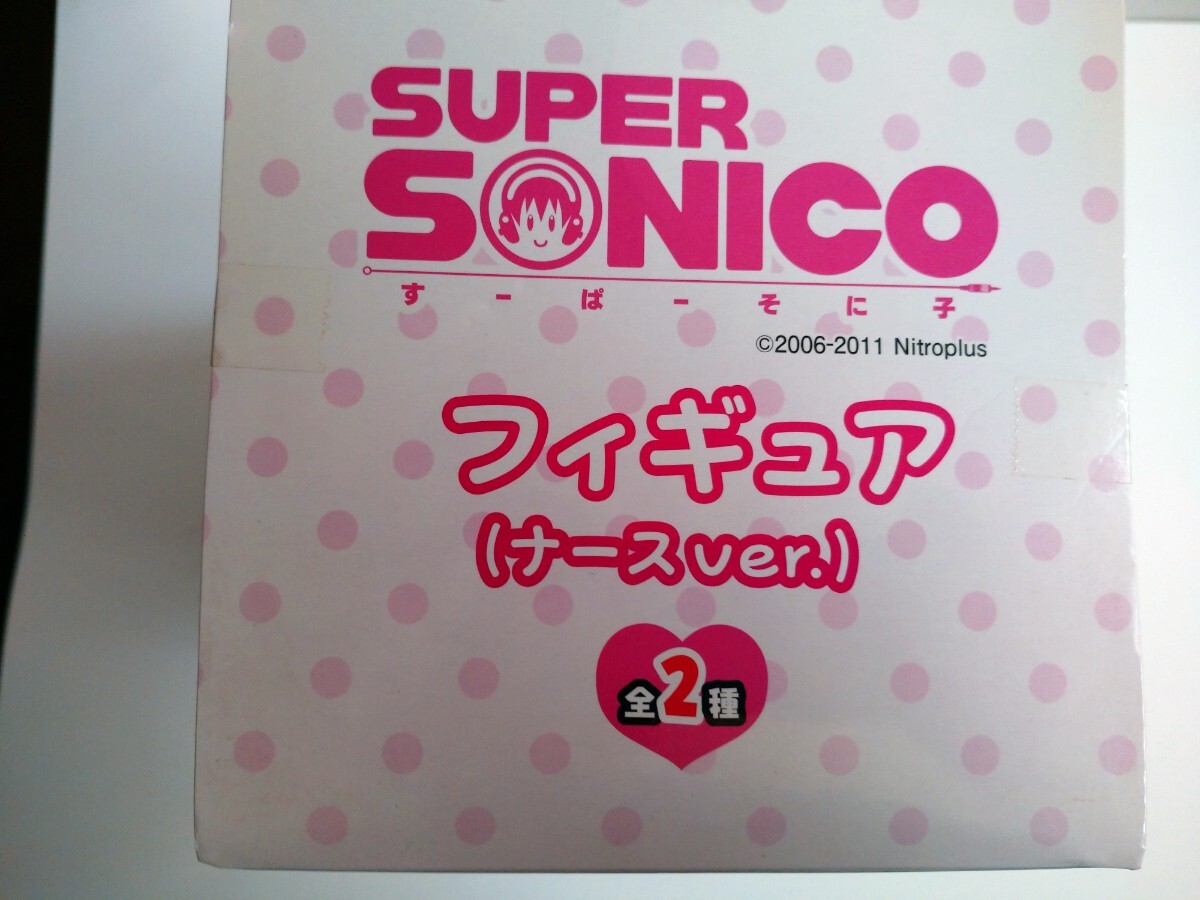 SUPER
SONICO
すーぱーそに子
©2006-2011 Nitroplus
フィギュア
(ナースver.)
全2種